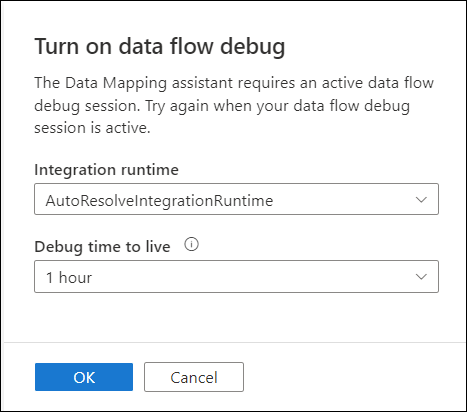 Turn on data flow debug
The Data Mapping assistant requires an active data flow
debug session. Try again when your data flow debug
session is active.
Integration runtime
AutoResolveIntegrationRuntime
Debug time to live
1 hour
OK Cancel